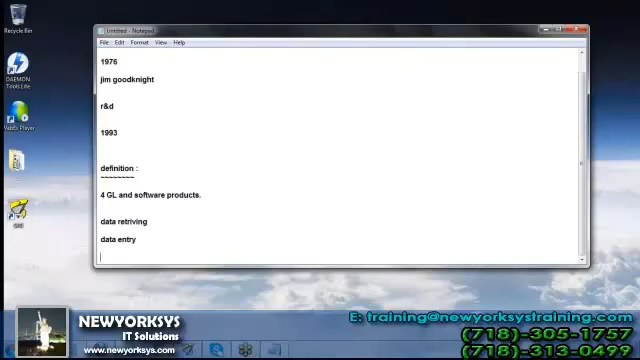 Recycle Bin
DAEMON Tools Lite
WebEx Player
Untitled - Notepad
File Edit Format View Help
1976
jim goodknight
r&d
1993
definition :
~~~~~~~~
4 GL and software products.
data retriving
data entry
NEWYORKSYS
IT Solutions
www.newyorksys.com
E: training@newyorksystraining.com
(718)-305-1757
(718)-313-0499